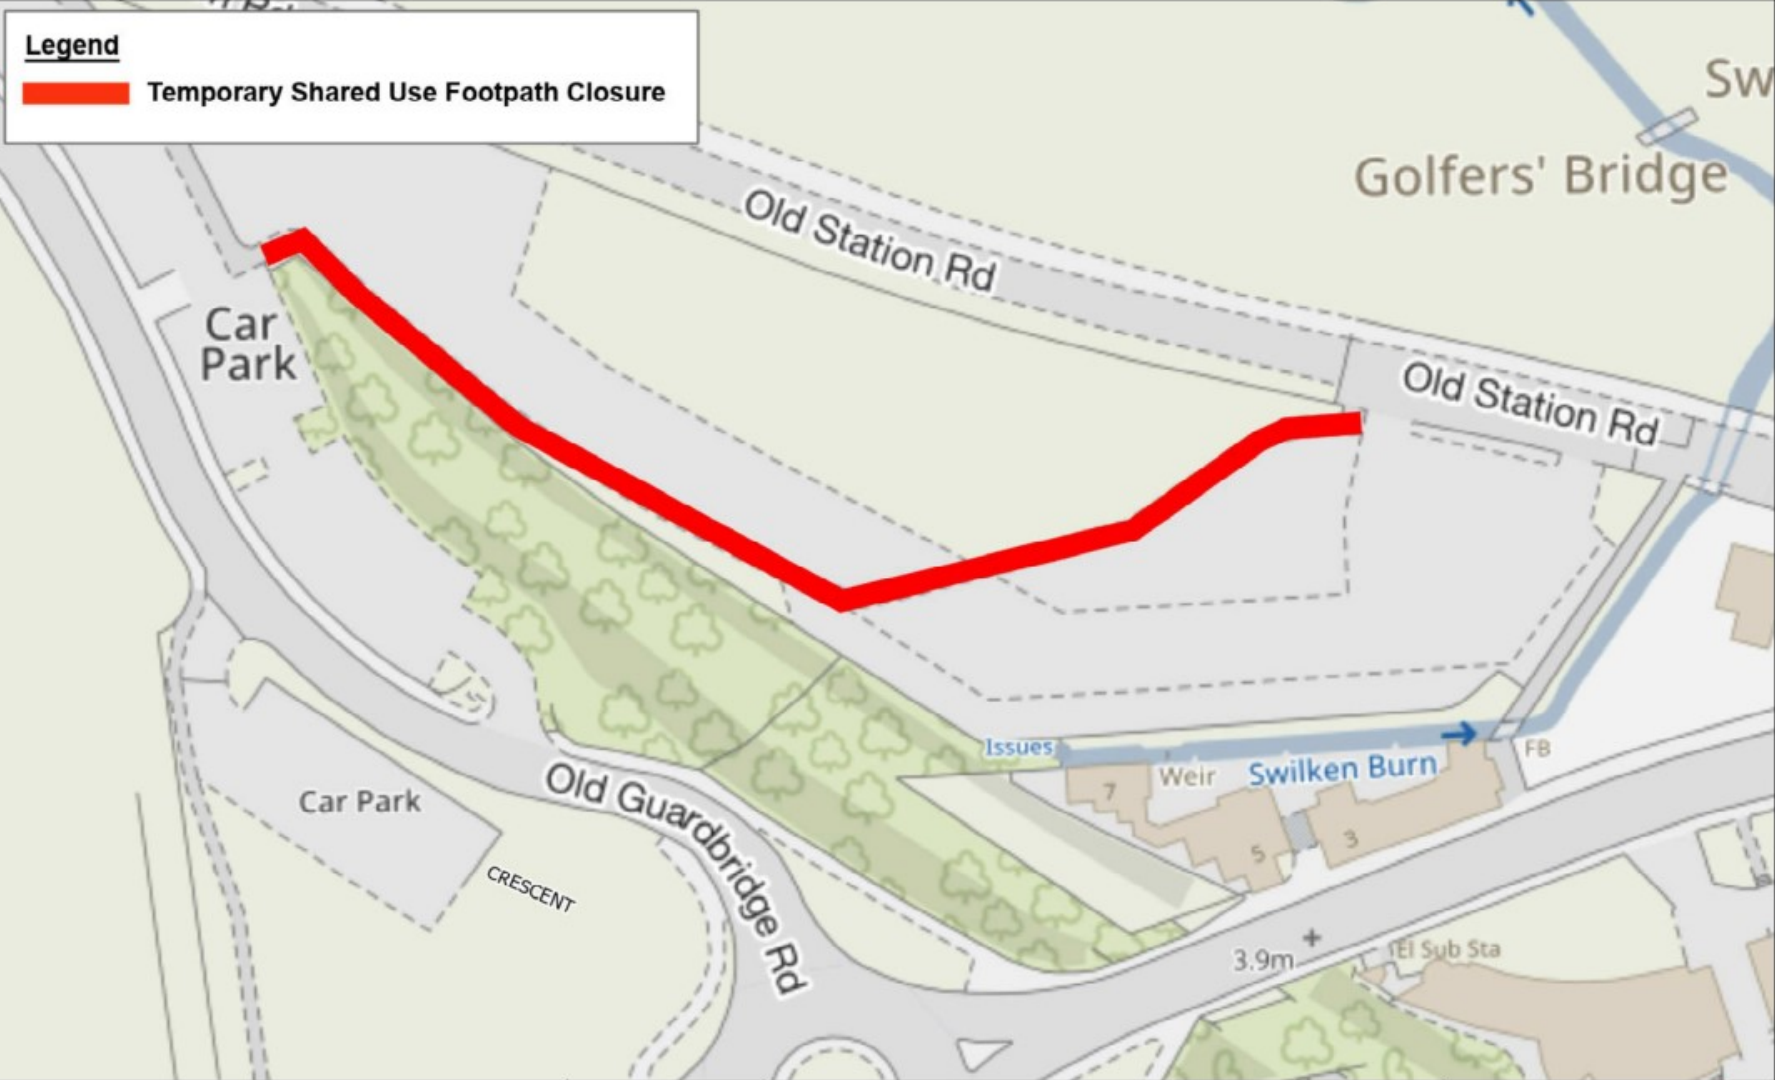 Legend
Temporary Shared Use Footpath Closure
Golfers' Bridge
Old Station Rd
Old Station Rd
Car
Park
Issues
Weir
Swilken Burn
FB
7
5
3
Car Park
CRESCENT
Old Guardbridge Rd
3.9m
El Sub Sta